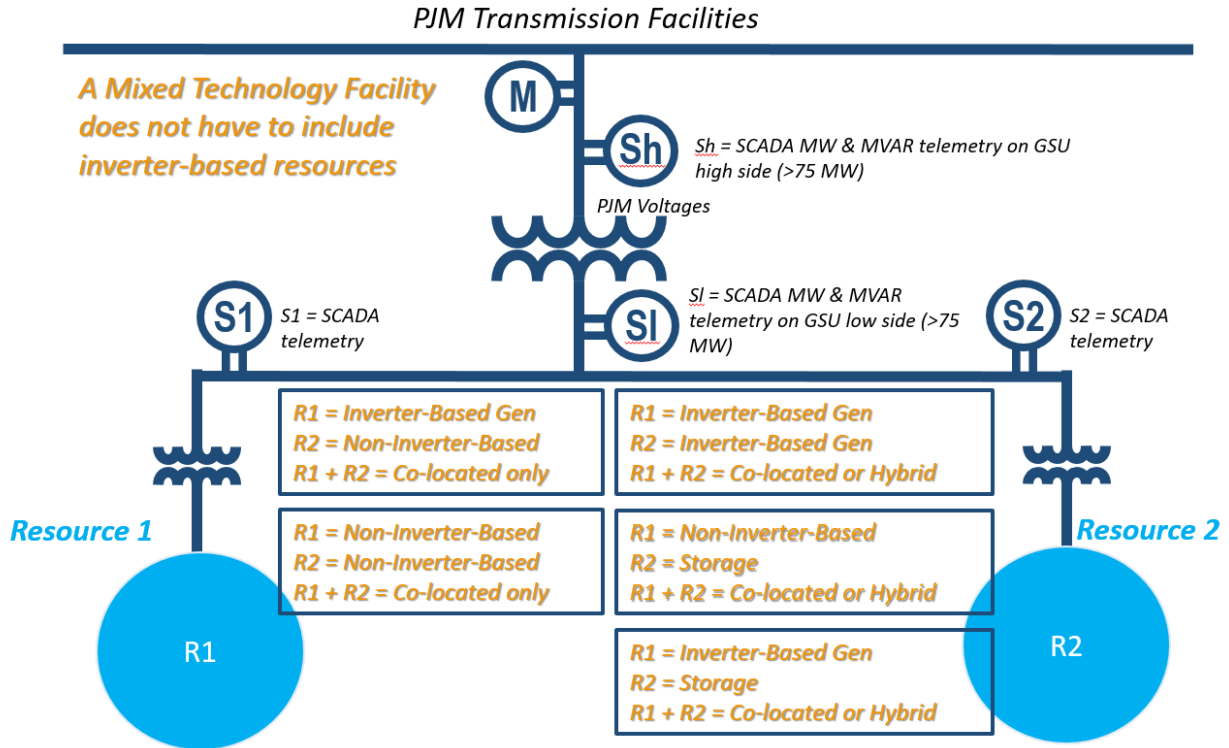 PJM Transmission Facilities
A Mixed Technology Facility
does not have to include
inverter-based resources
M
Sh
Sh = SCADA MW & MVAR telemetry on GSU
high side (>75 MW)
PJM Voltages
S1
S1 = SCADA
telemetry
Sl
Sl = SCADA MW & MVAR
telemetry on GSU low side (>75
MW)
S2
S2 = SCADA
telemetry
R1 = Inverter-Based Gen
R2 = Non-Inverter-Based
R1 + R2 = Co-located only
R1 = Inverter-Based Gen
R2 = Inverter-Based Gen
R1 + R2 = Co-located or Hybrid
Resource 1
R1 = Non-Inverter-Based
R2 = Non-Inverter-Based
R1 + R2 = Co-located only
R1 = Non-Inverter-Based
R2 = Storage
R1 + R2 = Co-located or Hybrid
Resource 2
R1
R1 = Inverter-Based Gen
R2 = Storage
R1 + R2 = Co-located or Hybrid
R2